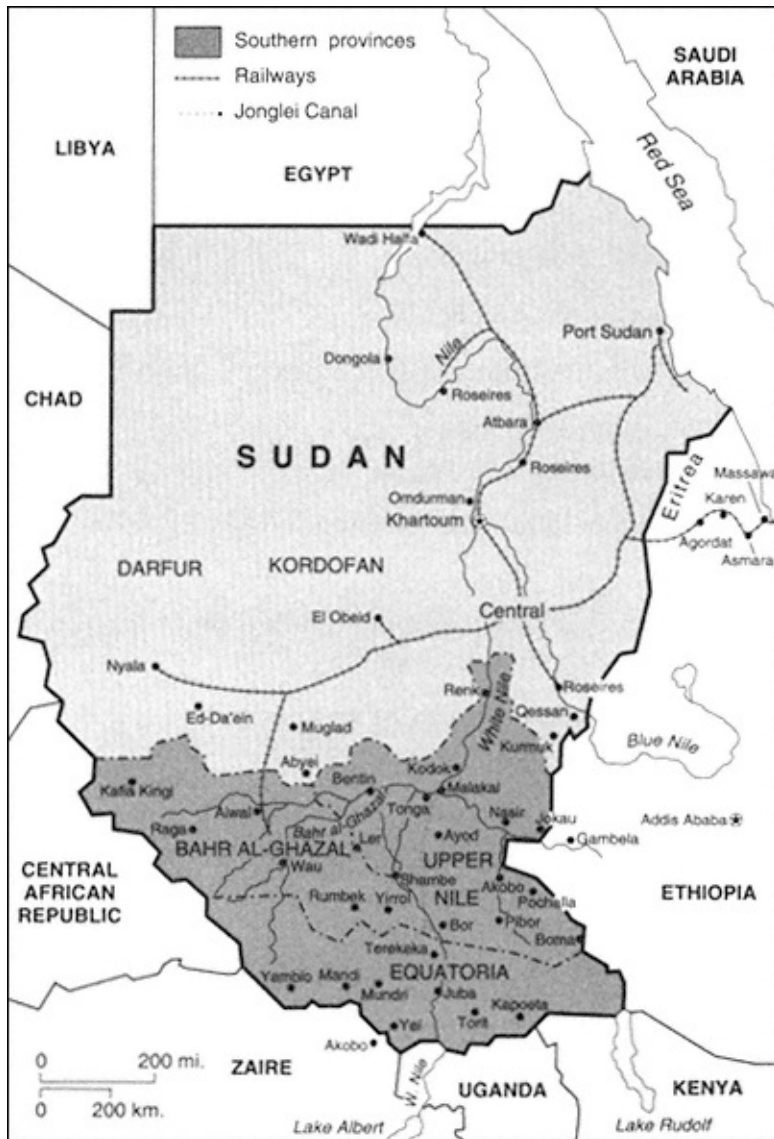 Southern provinces
Railways
Jonglei Canal
SAUDI
ARABIA
LIBYA
EGYPT
Red Sea
Wadi Halfa
Port Sudan
Dongola
Nile
Roseires
CHAD
Atbara
SUDAN
Roseires
Massawa
Eritrea
Karen
Omdurman
Khartoum
Agordat
Asmara
DARFUR
KORDOFAN
Central
El Obeid
Nyala
Renk
White Nile
Roseires
Ed-Da'ein
Qessan
Muglad
Blue Nile
Kurmuk
Abyei
Kodok
Kafia Kingi
Bentin
Malakal
Tonga
Aiwal
Bahr al-Ghazal
Nasir
Jokau
Addis Ababa
Raga
Ler
Ayod
Gambela
BAHR AL-GHAZAL
UPPER
NILE
Wau
Shambe
Akobo
CENTRAL
AFRICAN
REPUBLIC
Rumbek
Yirrol
Pochalla
ETHIOPIA
Bor
Pibor
Boma
Terekeka
EQUATORIA
Yambio
Mandi
Mundri
Juba
Kapoeta
Torit
Yei
Akobo
0 200 mi.
0 200 km.
ZAIRE
W. Nile
UGANDA
KENYA
Lake Albert
Lake Rudolf